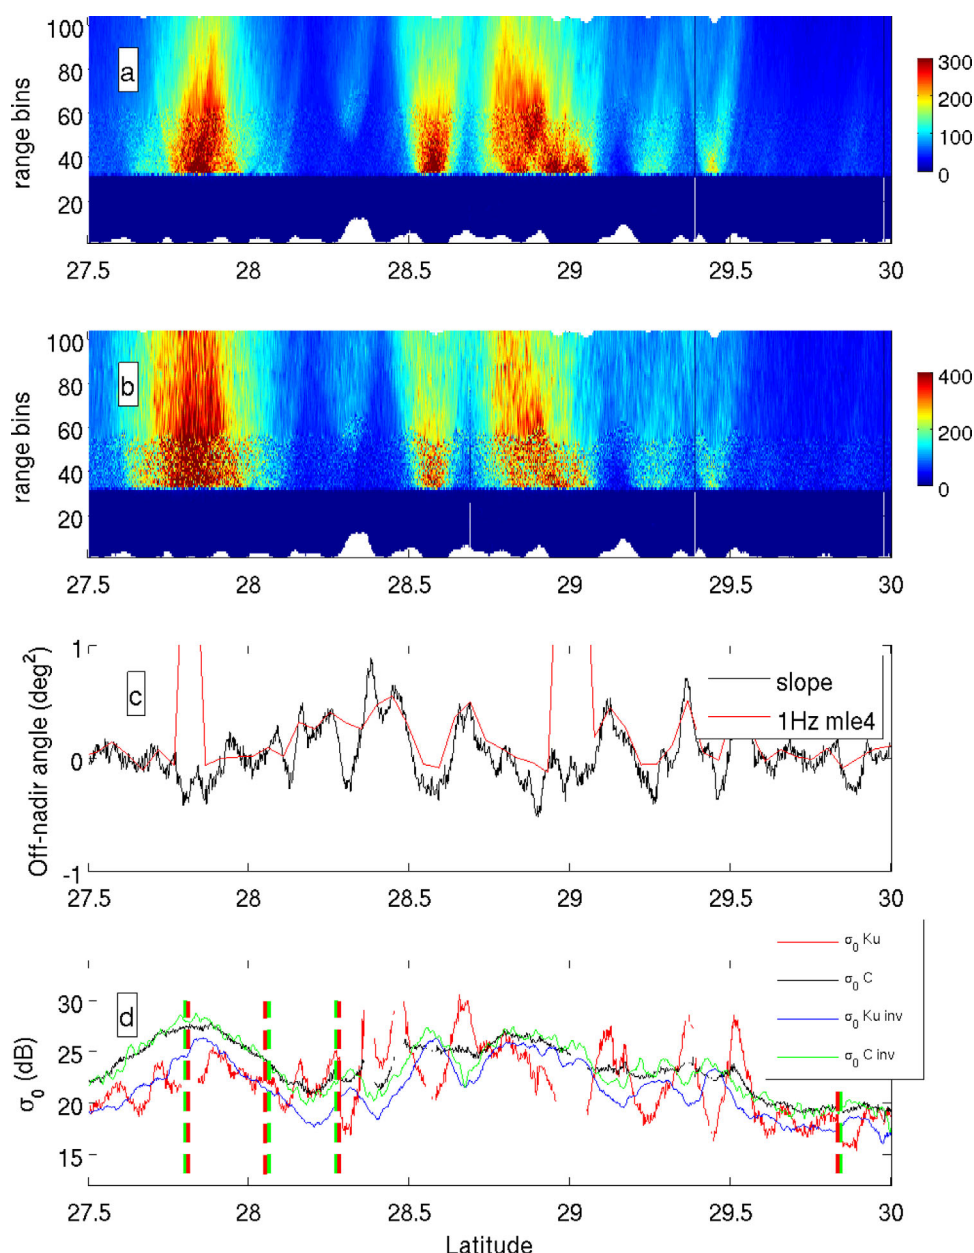 100
80
60
40
20
range bins
a
300
200
100
0
27.5 28 28.5 29 29.5 30
100
80
60
40
20
range bins
b
400
200
0
27.5 28 28.5 29 29.5 30
1
0
-1
Off-nadir angle (deg²)
c
slope
1Hz mle4
27.5 28 28.5 29 29.5 30
30
25
20
15
σ₀ (dB)
d
σ₀ Ku
σ₀ C
σ₀ Ku inv
σ₀ C inv
27.5 28 28.5 29 29.5 30
Latitude